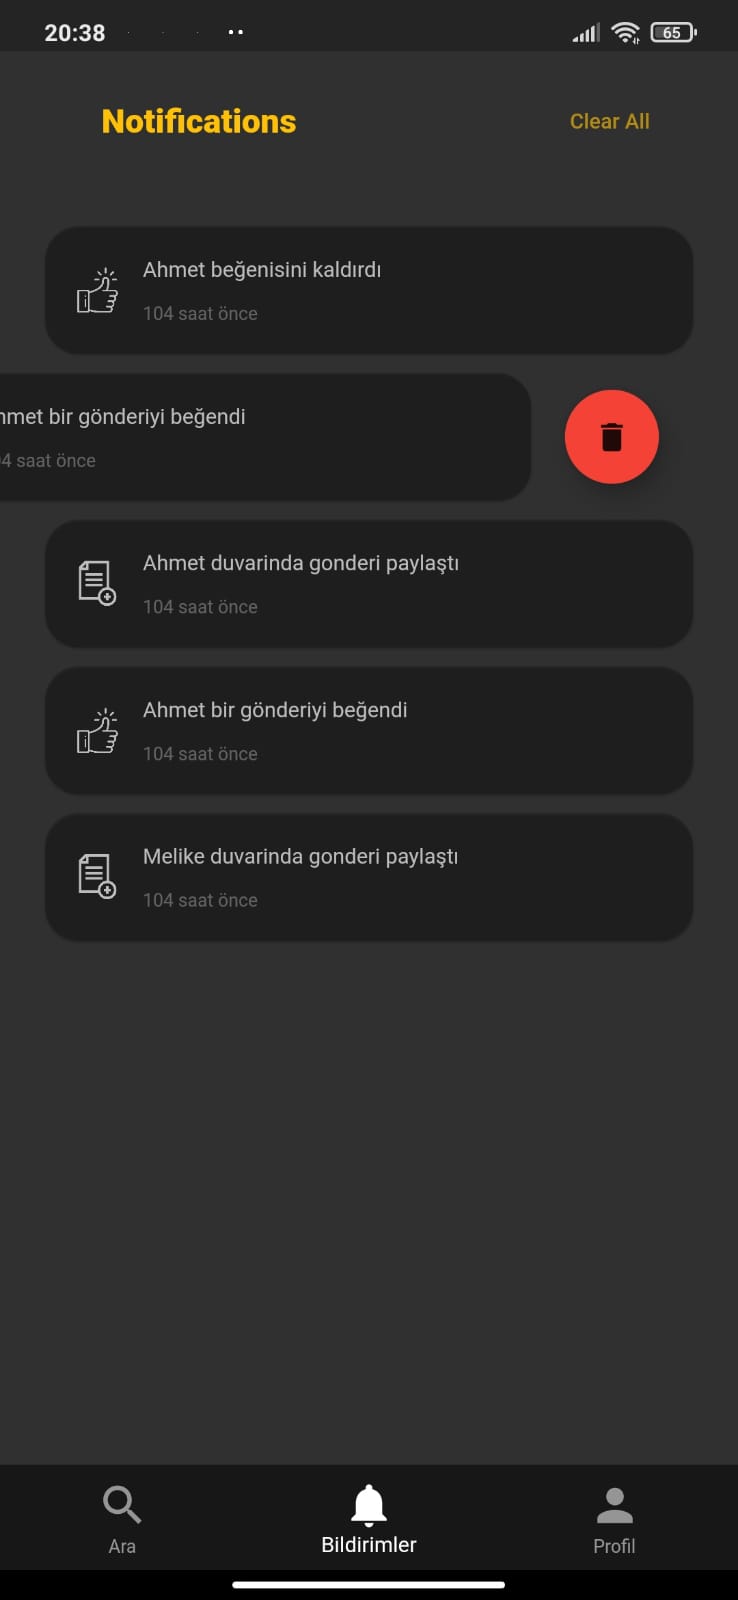 20:38
65
Notifications
Clear All
Ahmet beğenisini kaldırdı
104 saat önce
hmet bir gönderiyi beğendi
4 saat önce
Ahmet duvarinda gonderi paylaştı
104 saat önce
Ahmet bir gönderiyi beğendi
104 saat önce
Melike duvarinda gonderi paylaştı
104 saat önce
Ara
Bildirimler
Profil